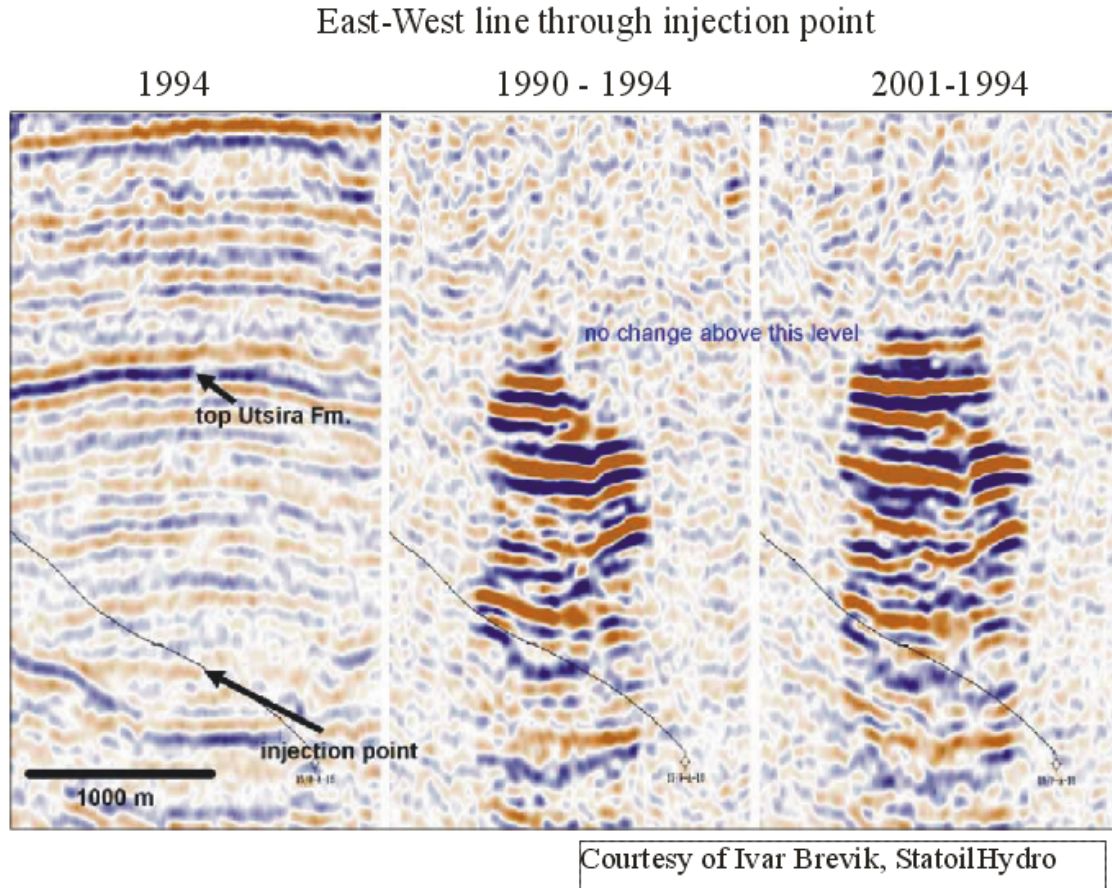 East-West line through injection point
1994
1990 - 1994
2001-1994
no change above this level
top Utsira Fm.
injection point
1000 m
Courtesy of Ivar Brevik, StatoilHydro